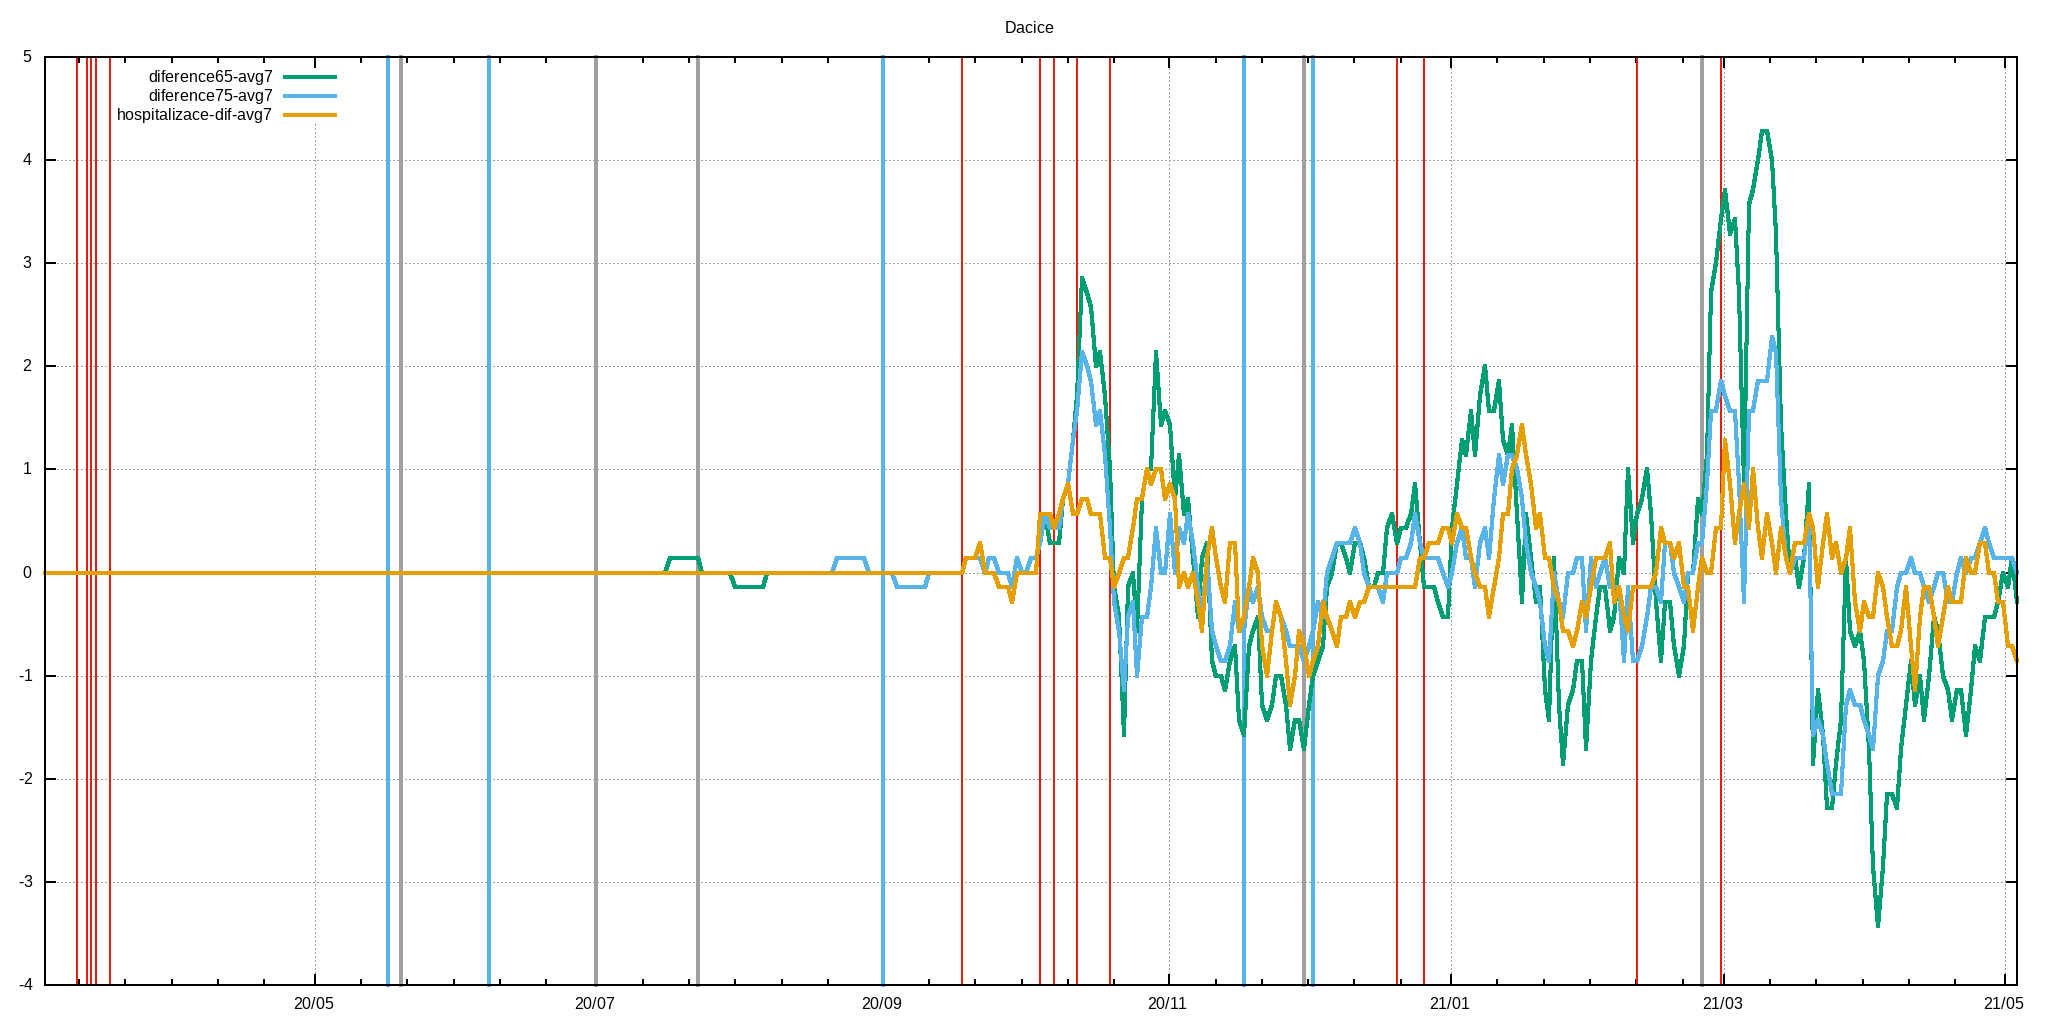 Dacice
diference65-avg7
diference75-avg7
hospitalizace-dif-avg7
5
4
3
2
1
0
-1
-2
-3
-4
20/05 20/07 20/09 20/11 21/01 21/03 21/05